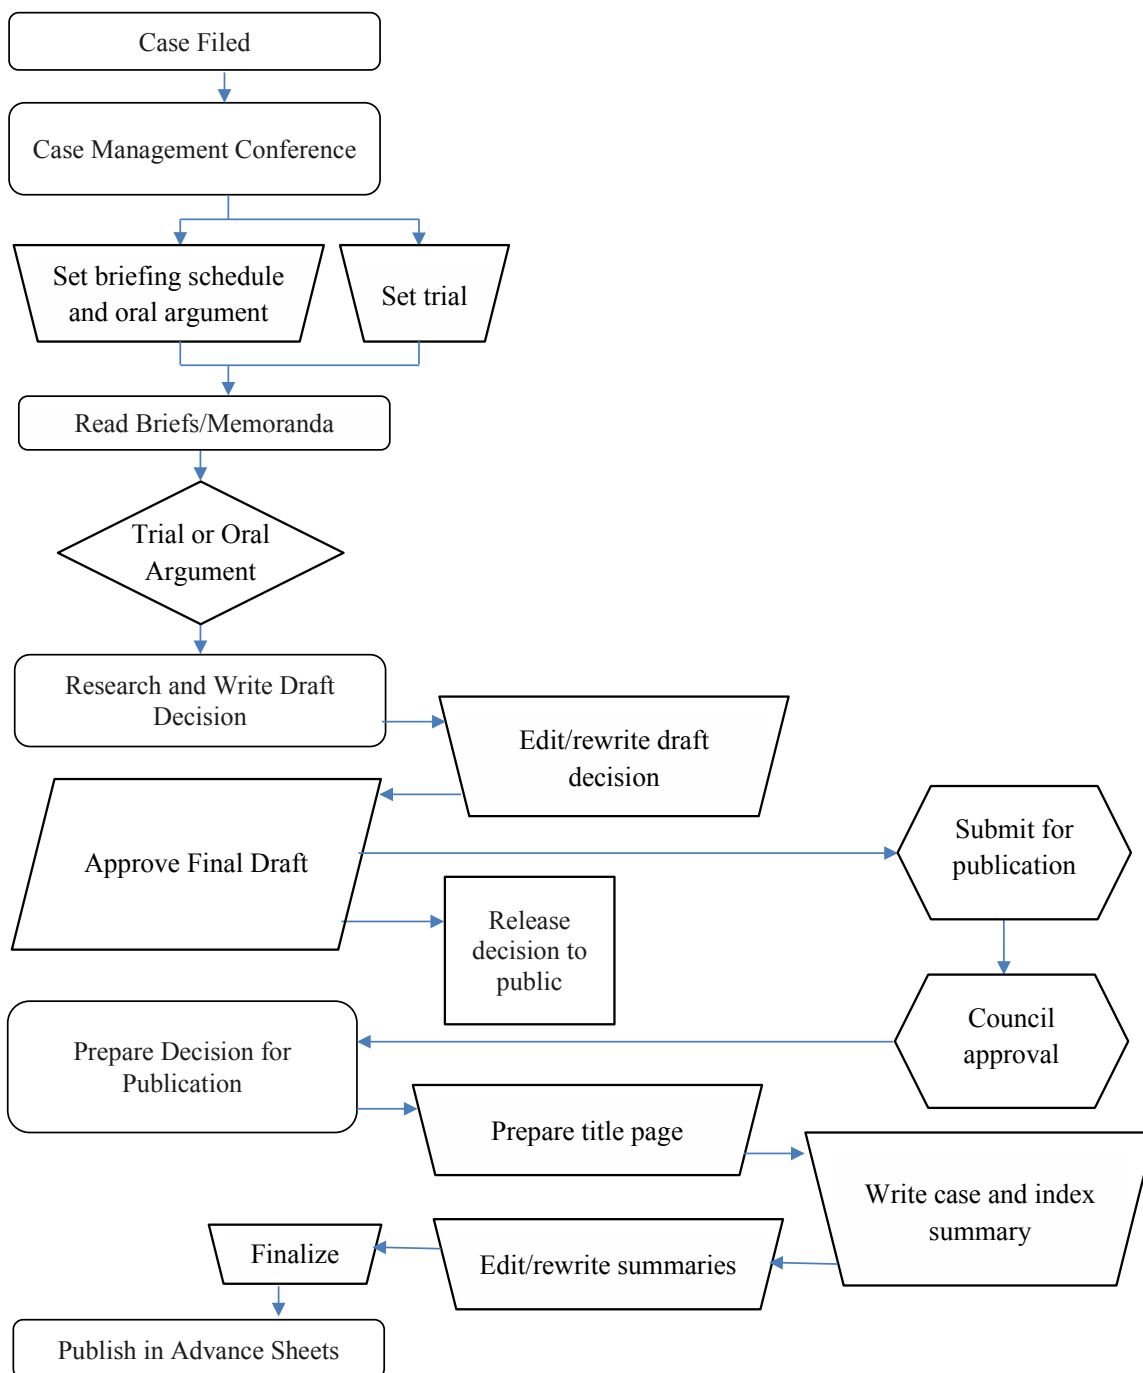 Case Filed
Case Management Conference
Set briefing schedule
and oral argument
Set trial
Read Briefs/Memoranda
Trial or Oral
Argument
Research and Write Draft
Decision
Edit/rewrite draft
decision
Approve Final Draft
Submit for
publication
Release
decision to
public
Council
approval
Prepare Decision for
Publication
Prepare title page
Write case and index
summary
Edit/rewrite summaries
Finalize
Publish in Advance Sheets